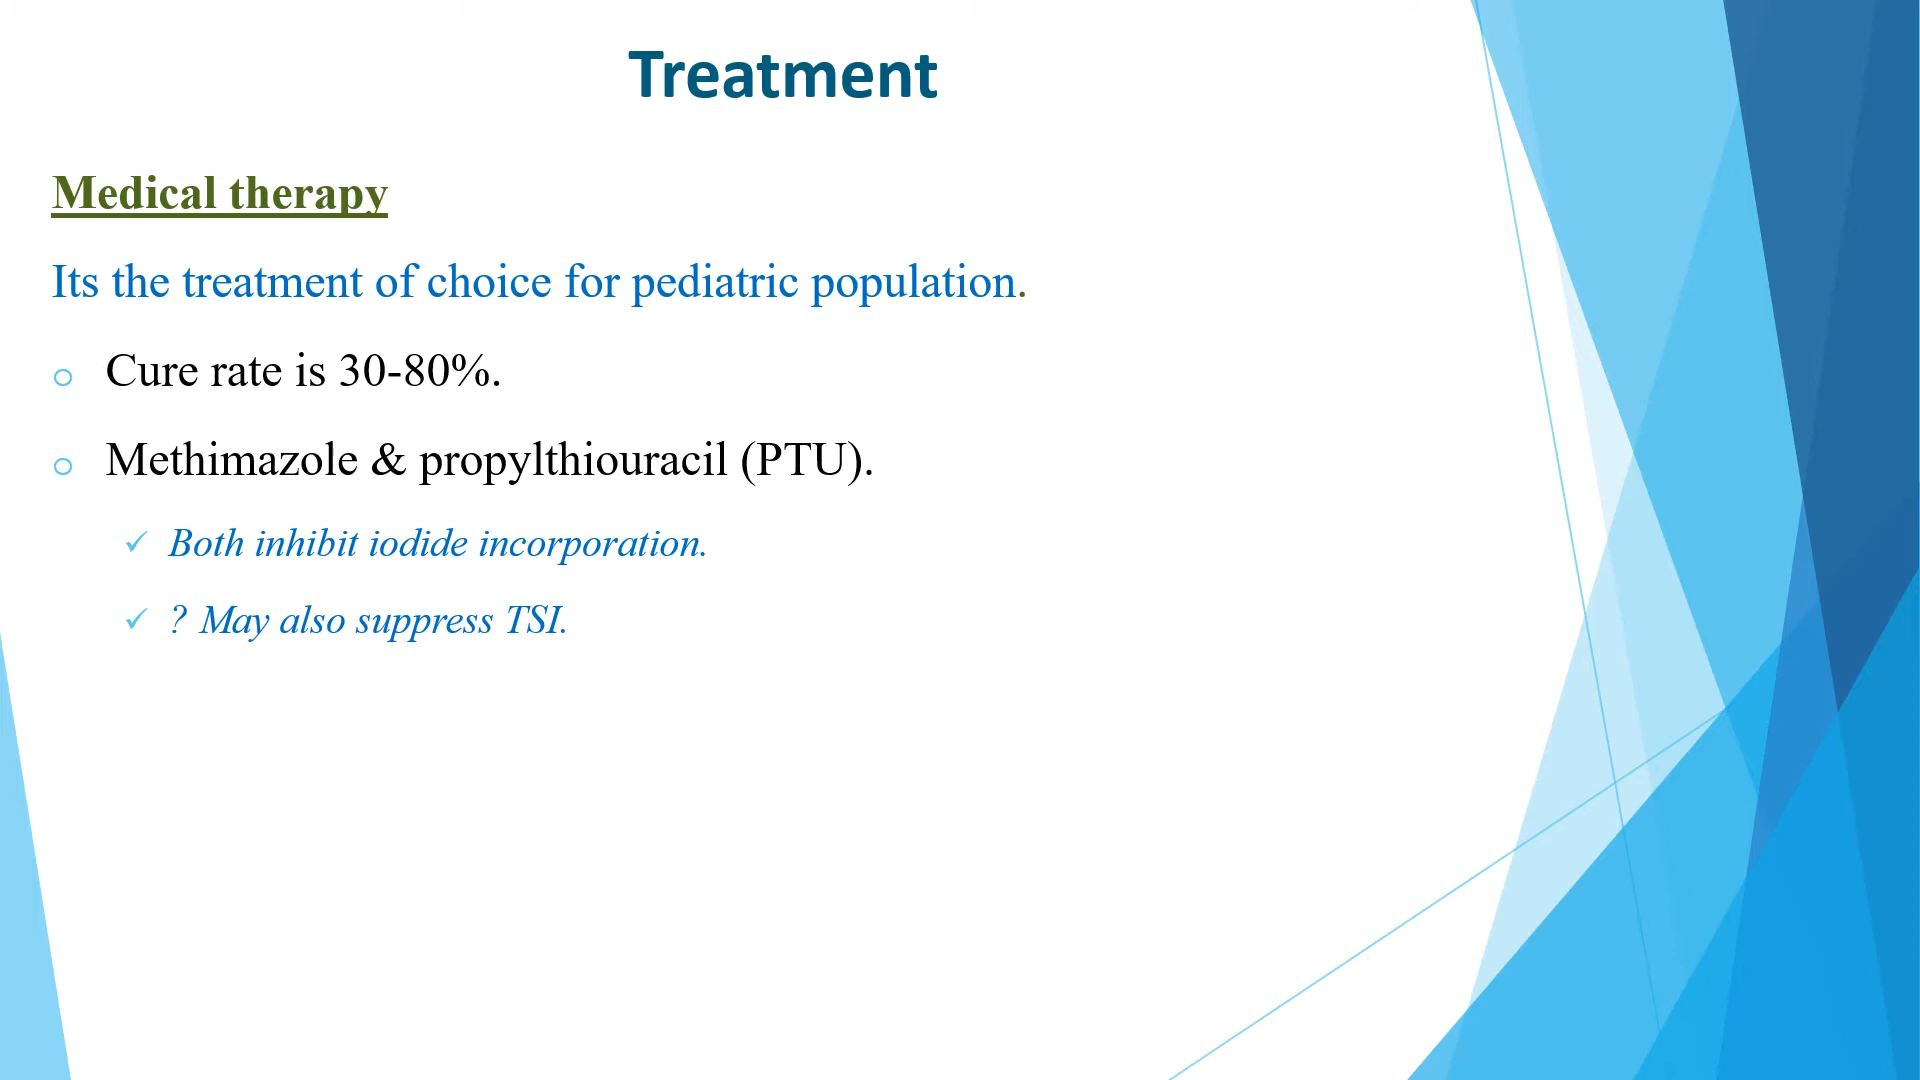 Treatment
Medical therapy
Its the treatment of choice for pediatric population.
Cure rate is 30-80%.
Methimazole & propylthiouracil (PTU).
Both inhibit iodide incorporation.
? May also suppress TSI.